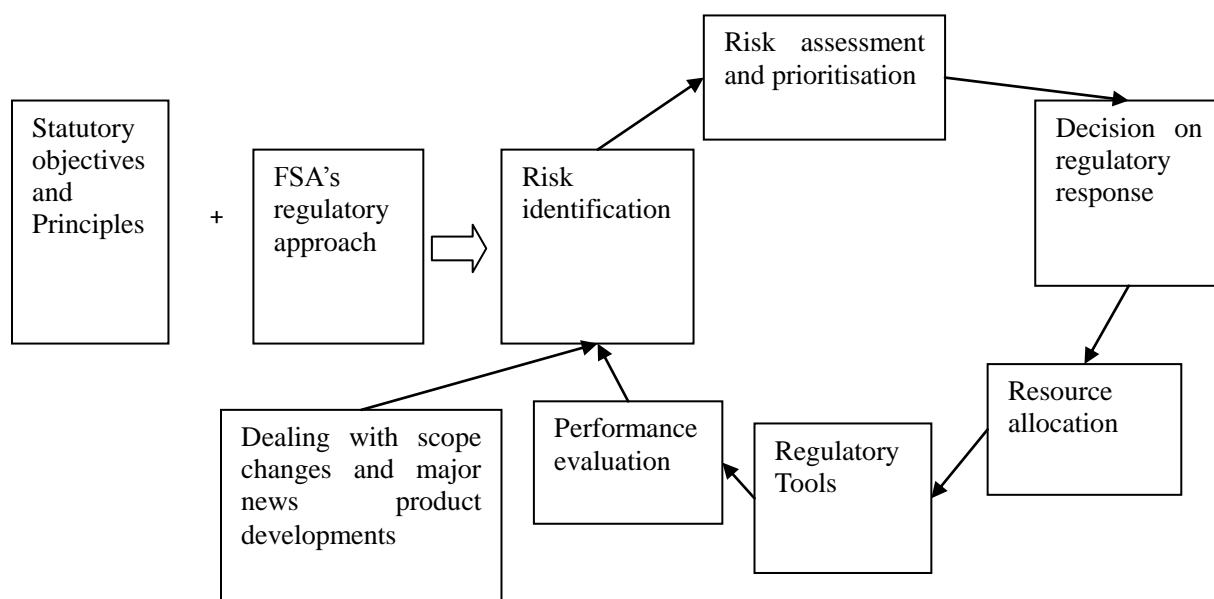 Statutory
objectives
and
Principles
+
FSA’s
regulatory
approach
Risk
identification
Risk assessment
and prioritisation
Decision on
regulatory
response
Resource
allocation
Regulatory
Tools
Performance
evaluation
Dealing with scope
changes and major
news product
developments